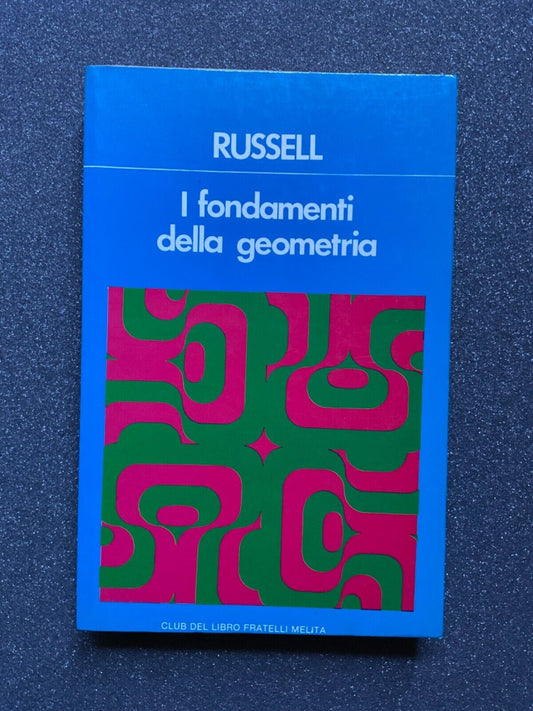 RUSSELL
I fondamenti
della geometria
CLUB DEL LIBRO FRATELLI MELITA